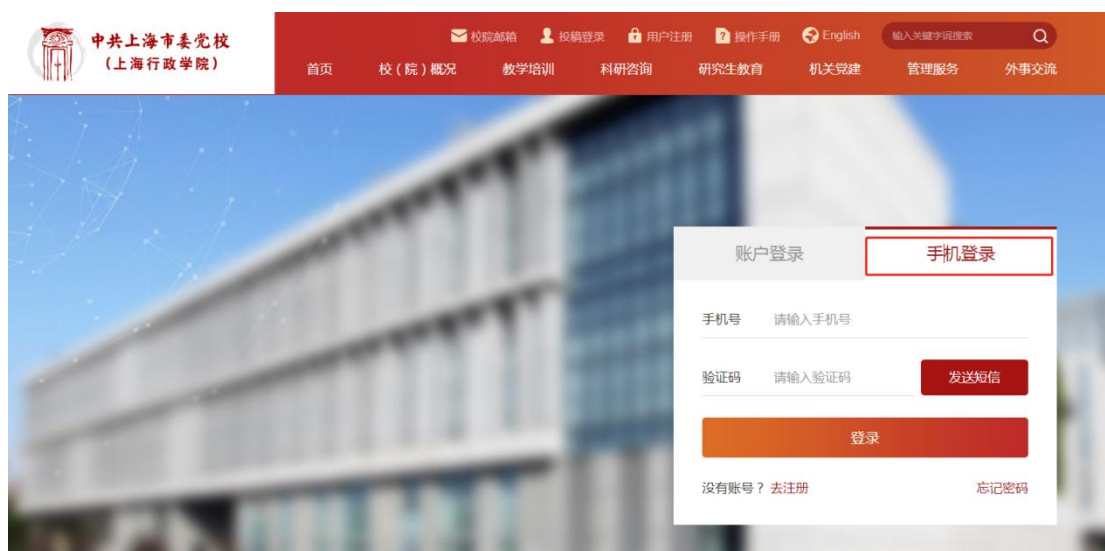 中共上海市委党校
（上海行政学院）
校院邮箱 投稿登录 用户注册 操作手册 English 输入关键字词搜索
首页 校（院）概况 教学培训 科研咨询 研究生教育 机关党建 管理服务 外事交流
账户登录 手机登录
手机号 请输入手机号
验证码 请输入验证码 发送短信
登录
没有账号？去注册 忘记密码